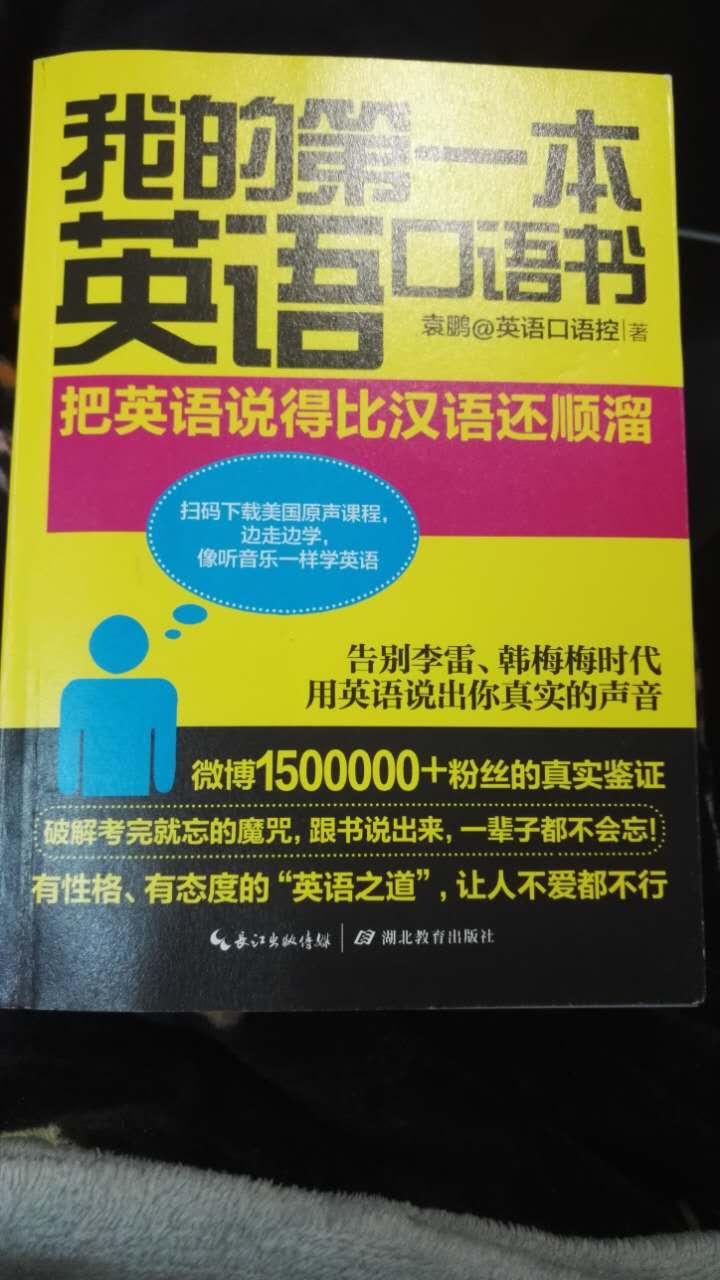 我的第一本
英语口语书
袁鹏@英语口语控|著
把英语说得比汉语还顺溜
扫码下载美国原声课程，
边走边学，
像听音乐一样学英语
告别李雷、韩梅梅时代
用英语说出你真实的声音
微博1500000+粉丝的真实鉴证
破解考完就忘的魔咒，跟书说出来，一辈子都不会忘！
有性格、有态度的“英语之道”，让人不爱都不行
长江出版传媒|湖北教育出版社